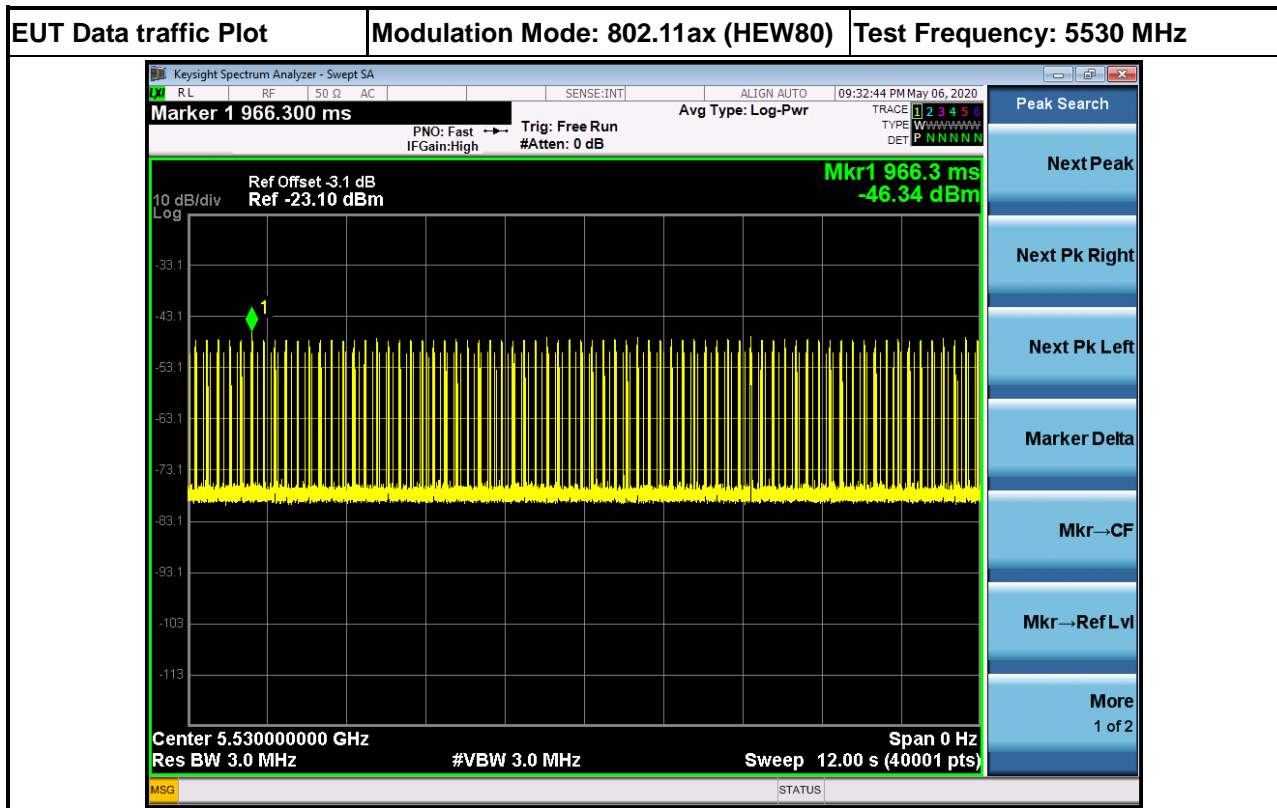 EUT Data traffic Plot Modulation Mode: 802.11ax (HEW80) Test Frequency: 5530 MHz
Keysight Spectrum Analyzer - Swept SA
LXI RL RF 50 Ω AC SENSE:INT ALIGN AUTO 09:32:44 PM May 06, 2020
Marker 1 966.300 ms
PNO: Fast
IFGain:High
Trig: Free Run
#Atten: 0 dB
Avg Type: Log-Pwr
TRACE 1 2 3 4 5 6
TYPE WWWWWW
DET P N N N N N
Peak Search
Mkr1 966.3 ms
-46.34 dBm
Ref Offset -3.1 dB
10 dB/div Ref -23.10 dBm
Log
-33.1
-43.1
-53.1
-63.1
-73.1
-83.1
-93.1
-103
-113
1
Center 5.530000000 GHz Span 0 Hz
Res BW 3.0 MHz #VBW 3.0 MHz Sweep 12.00 s (40001 pts)
MSG STATUS
Next Peak
Next Pk Right
Next Pk Left
Marker Delta
Mkr→CF
Mkr→Ref Lvl
More
1 of 2